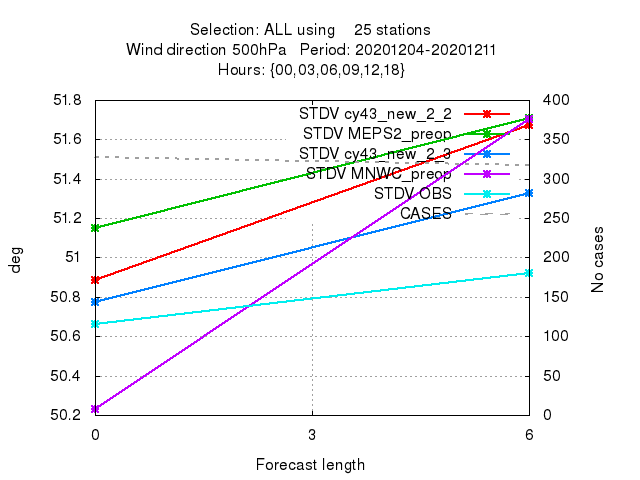 Selection: ALL using    25 stations
Wind direction 500hPa   Period: 20201204-20201211
Hours: {00,03,06,09,12,18}
51.8
400
STDV cy43_new_2_2
STDV MEPS2_preop
STDV cy43_new_2_3
STDV MNWC_preop
STDV OBS
CASES
51.6
350
51.4
300
51.2
250
51
200
50.8
150
50.6
100
50.4
50
50.2
0
deg
No cases
0 3 6
Forecast length